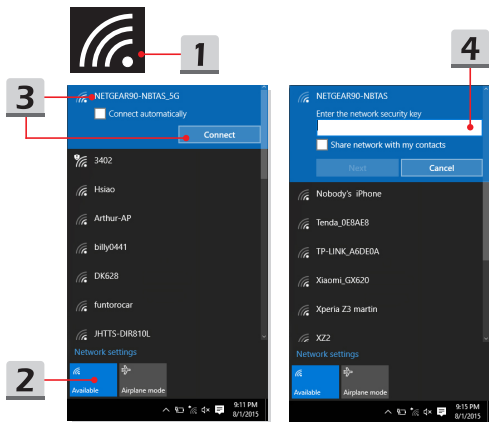 1
4
3
NETGEAR90-NBTAS_5G
Connect automatically
Connect
3402
Hsiao
Arthur-AP
billy0441
DK628
funtorocar
JHTTS-DIR810L
Network settings
2
Available
Airplane mode
9:11 PM
8/1/2015
NETGEAR90-NBTAS
Enter the network security key
Share network with my contacts
Next
Cancel
Nobody's iPhone
Tenda_0E8AE8
TP-LINK_A6DE0A
Xiaomi_GX620
Xperia Z3 martin
XZ2
Network settings
Available
Airplane mode
9:15 PM
8/1/2015